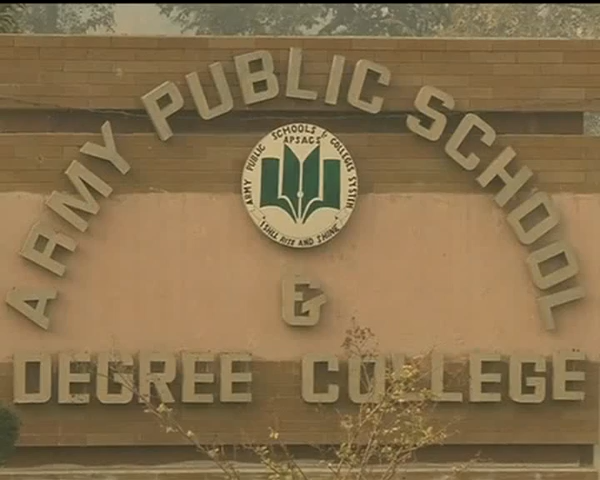 ARMY PUBLIC SCHOOL
ARMY PUBLIC SCHOOLS & COLLEGES SYSTEM
APSACS
I SHALL RISE AND SHINE
&
DEGREE COLLEGE